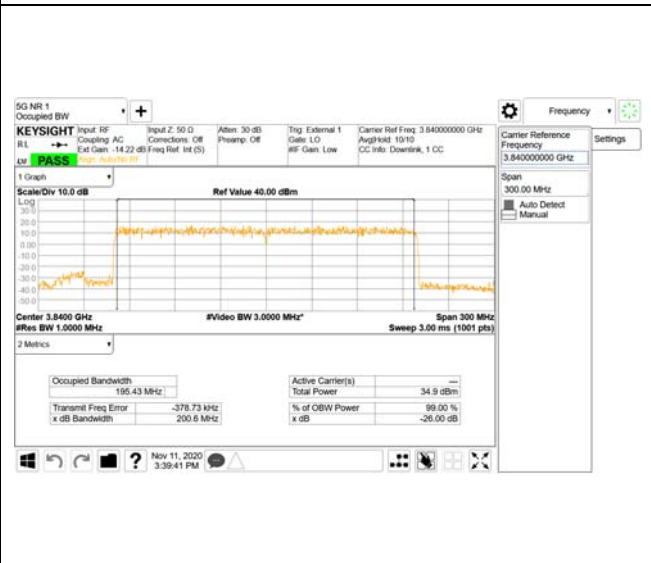 5G NR 1
Occupied BW
Frequency
KEYSIGHT Input: RF Input Z: 50 Ω Atten: 30 dB Trig: External 1 Carrier Ref Freq: 3.840000000 GHz
RL Coupling: AC Corrections: Off Preamp: Off Gate: LO Avg|Hold: 10/10
Ext Gain: -14.22 dB Freq Ref: Int (S) #IF Gain: Low CC Info: Downlink, 1 CC
PASS Align: Auto/No RF
Carrier Reference
Frequency
3.840000000 GHz
Settings
Span
300.00 MHz
Auto Detect
Manual
1 Graph
Scale/Div 10.0 dB Ref Value 40.00 dBm
Log
30.0
20.0
10.0
0.00
-10.0
-20.0
-30.0
-40.0
-50.0
Center 3.8400 GHz #Video BW 3.0000 MHz* Span 300 MHz
#Res BW 1.0000 MHz Sweep 3.00 ms (1001 pts)
2 Metrics
Occupied Bandwidth Active Carrier(s) ---
195.43 MHz Total Power 34.9 dBm
Transmit Freq Error -378.73 kHz % of OBW Power 99.00 %
x dB Bandwidth 200.6 MHz x dB -26.00 dB
? Nov 11, 2020
3:39:41 PM